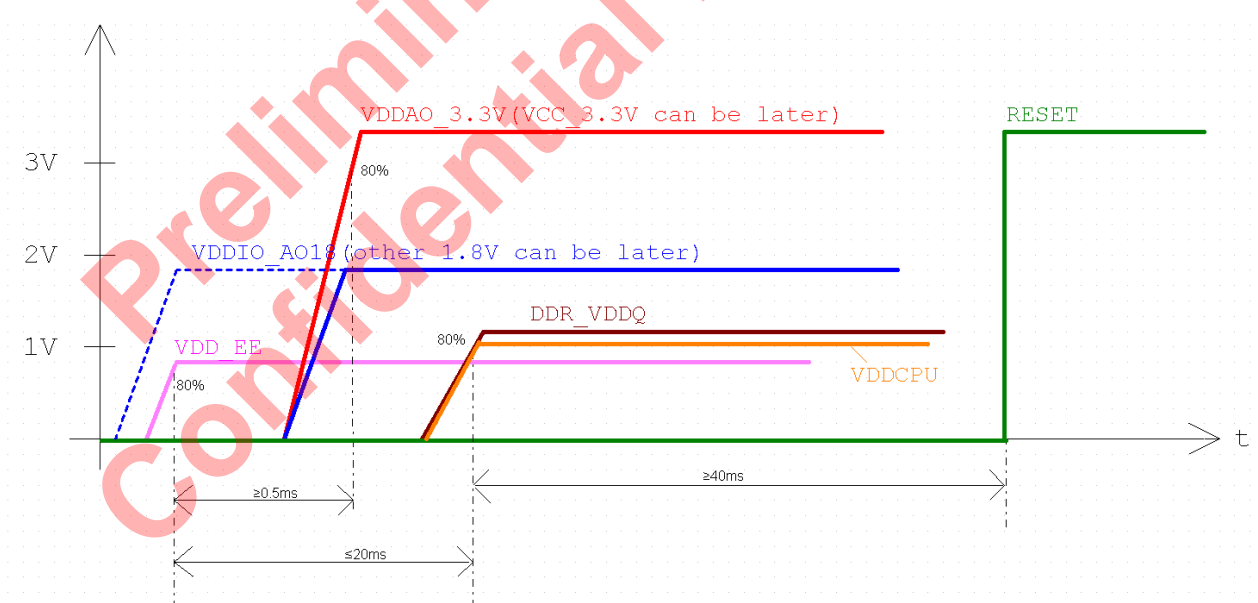 Preliminary
Confidential
VDDAO_3.3V(VCC_3.3V can be later)
RESET
3V
80%
2V
VDDIO_AO18(other 1.8V can be later)
DDR_VDDQ
1V
VDD_EE
80%
VDDCPU
80%
t
≥40ms
≥0.5ms
≤20ms